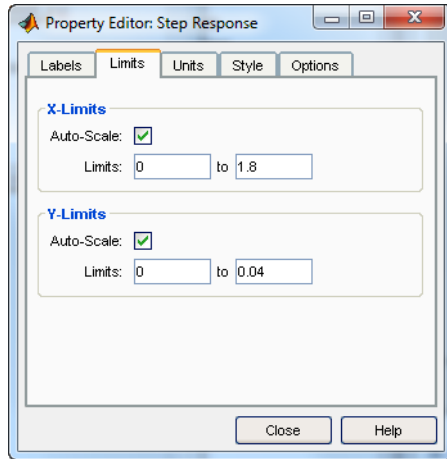 Property Editor: Step Response
Labels Limits Units Style Options
X-Limits
Auto-Scale:
Limits: 0 to 1.8
Y-Limits
Auto-Scale:
Limits: 0 to 0.04
Close Help